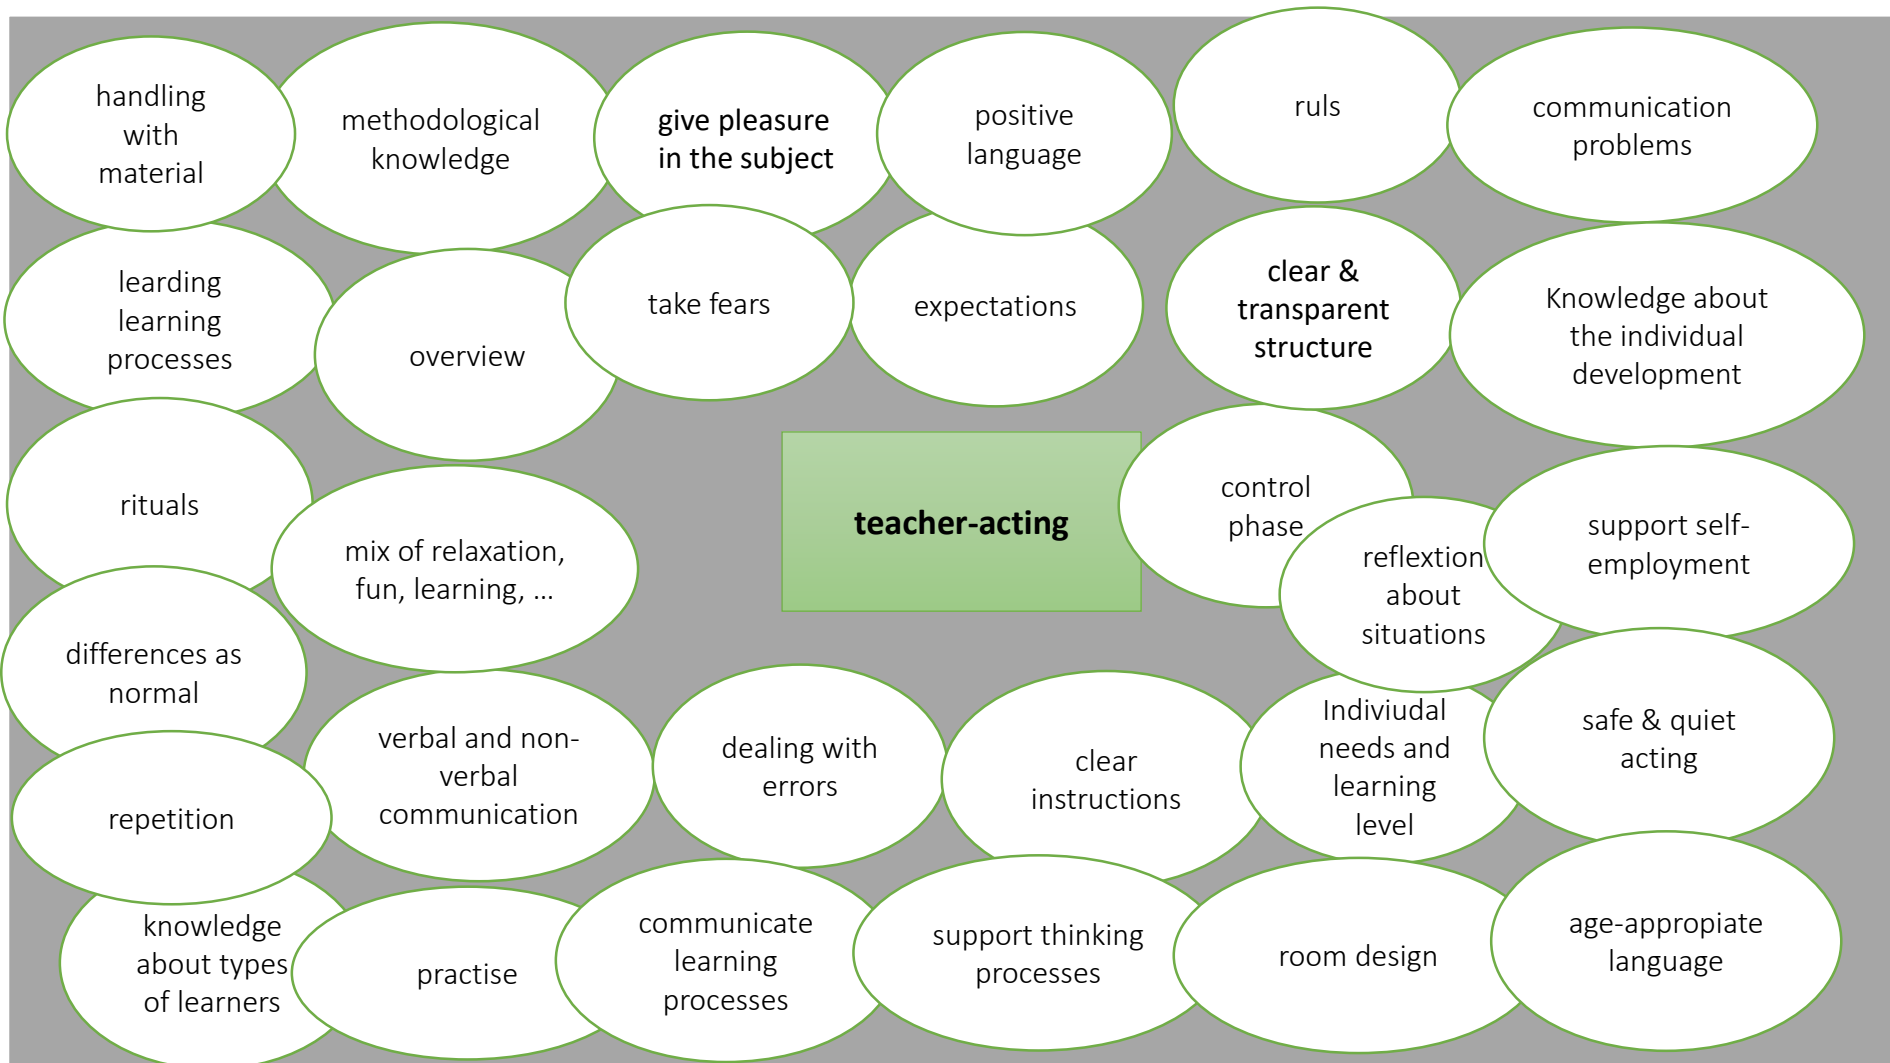 handling
with
material
methodological
knowledge
give pleasure
in the subject
positive
language
ruls
communication
problems
learding
learning
processes
overview
take fears
expectations
clear &
transparent
structure
Knowledge about
the individual
development
rituals
mix of relaxation,
fun, learning, ...
teacher-acting
control
phase
reflextion
about
situations
support self-
employment
differences as
normal
verbal and non-
verbal
communication
dealing with
errors
clear
instructions
Indiviudal
needs and
learning
level
safe & quiet
acting
repetition
knowledge
about types
of learners
practise
communicate
learning
processes
support thinking
processes
room design
age-appropiate
language